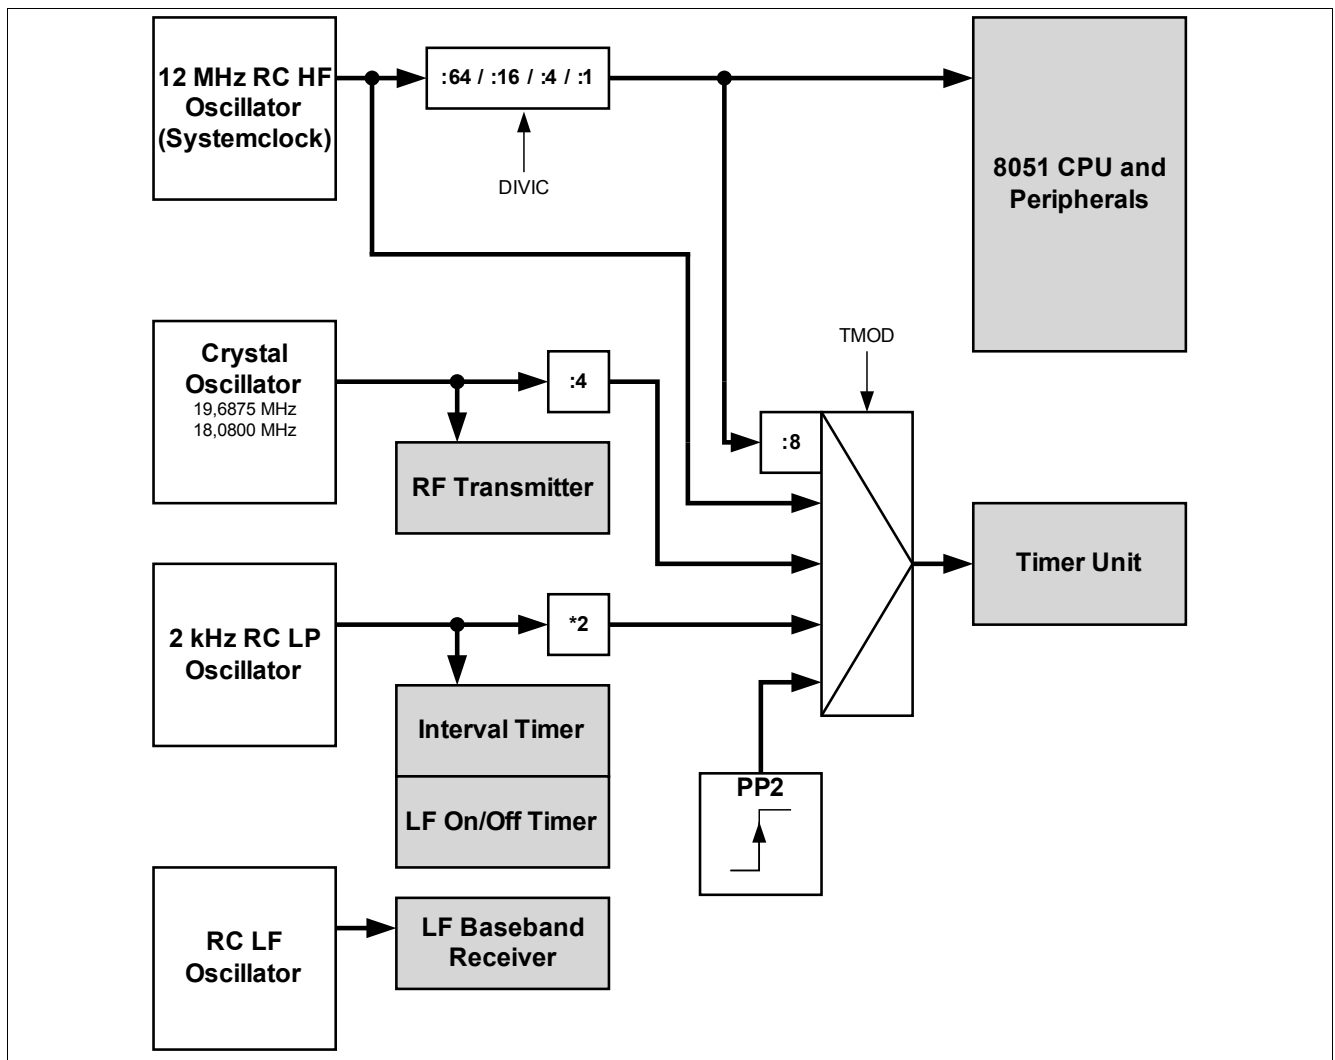 12 MHz RC HF
Oscillator
(Systemclock)
:64 / :16 / :4 / :1
DIVIC
8051 CPU and
Peripherals
Crystal
Oscillator
19,6875 MHz
18,0800 MHz
:4
RF Transmitter
TMOD
:8
Timer Unit
2 kHz RC LP
Oscillator
*2
Interval Timer
LF On/Off Timer
PP2
RC LF
Oscillator
LF Baseband
Receiver